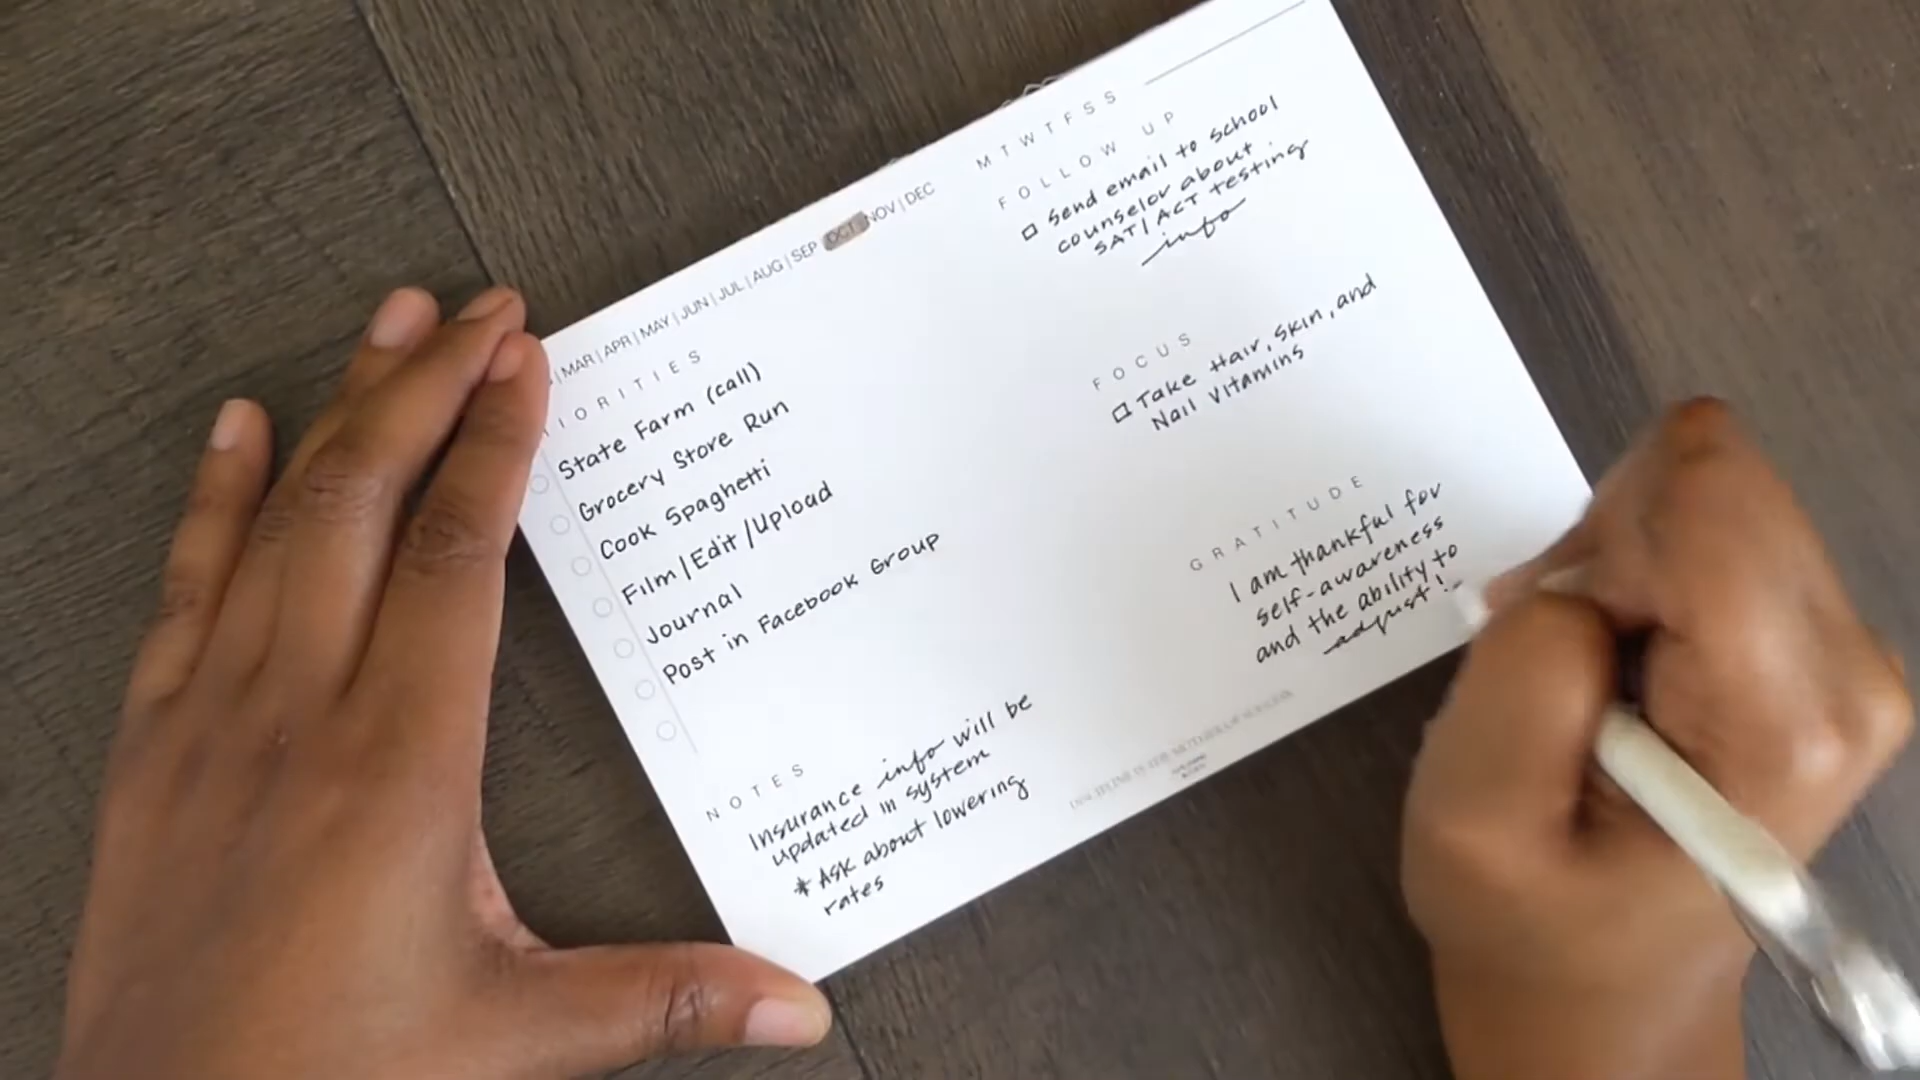 MAR | APR | MAY | JUN | JUL | AUG | SEP | OCT | NOV | DEC
M T W T F S S
IORITIES
State Farm (call)
Grocery Store Run
Cook Spaghetti
Film/Edit/Upload
Journal
Post in Facebook Group
NOTES
Insurance info will be
updated in system
* Ask about lowering
rates
FOLLOW UP
Send email to school
counselor about
SAT/ACT testing
info
FOCUS
Take Hair, Skin, and
Nail Vitamins
GRATITUDE
I am thankful for
self-awareness
and the ability to
adjust!